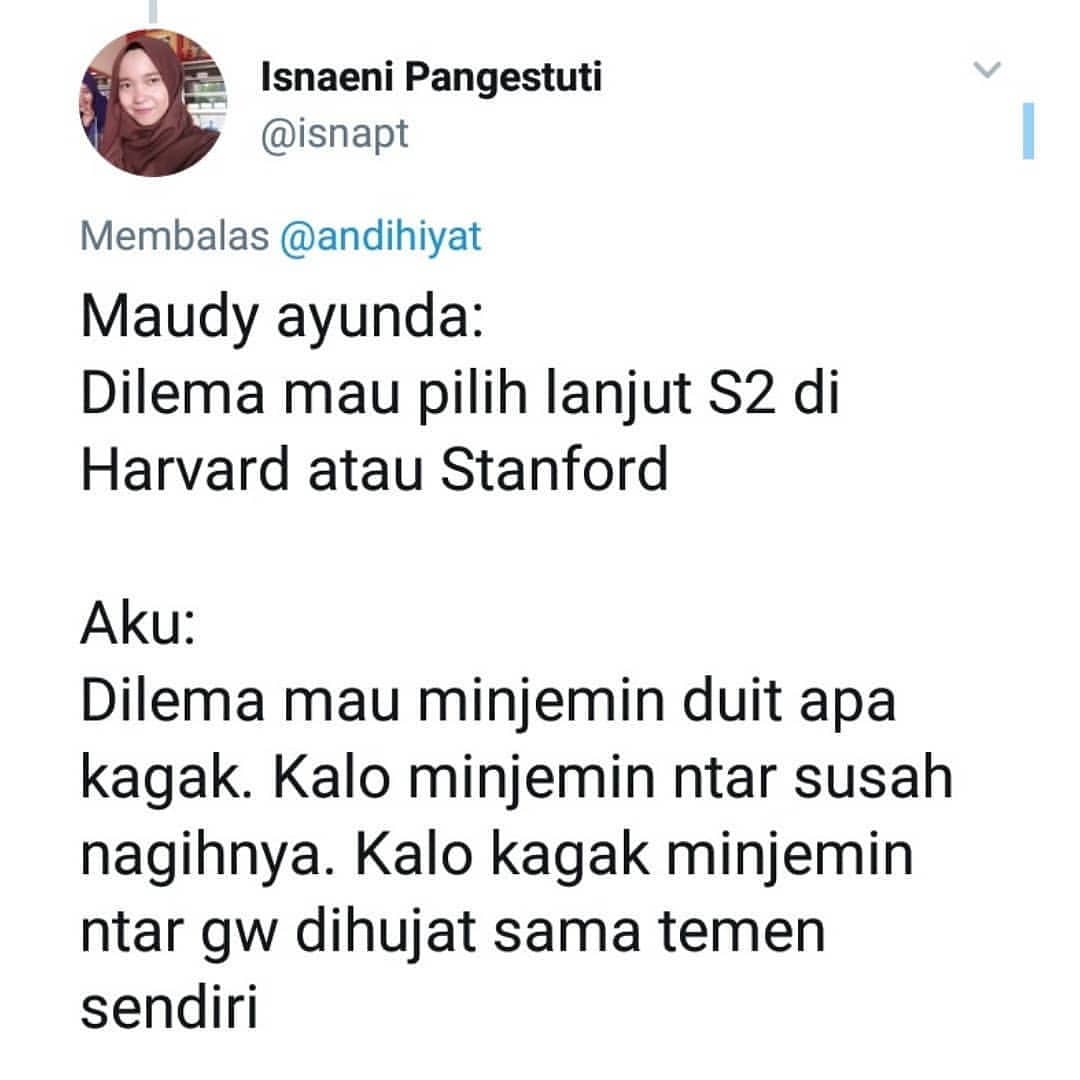 Isnaeni Pangestuti
@isnapt
Membalas @andihiyat
Maudy ayunda:
Dilema mau pilih lanjut S2 di
Harvard atau Stanford
Aku:
Dilema mau minjemin duit apa
kagak. Kalo minjemin ntar susah
nagihnya. Kalo kagak minjemin
ntar gw dihujat sama temen
sendiri